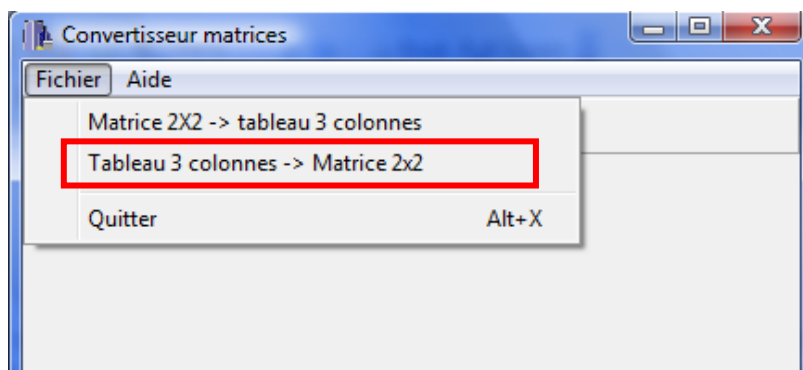 Convertisseur matrices
Fichier Aide
Matrice 2X2 -> tableau 3 colonnes
Tableau 3 colonnes -> Matrice 2x2
Quitter Alt+X